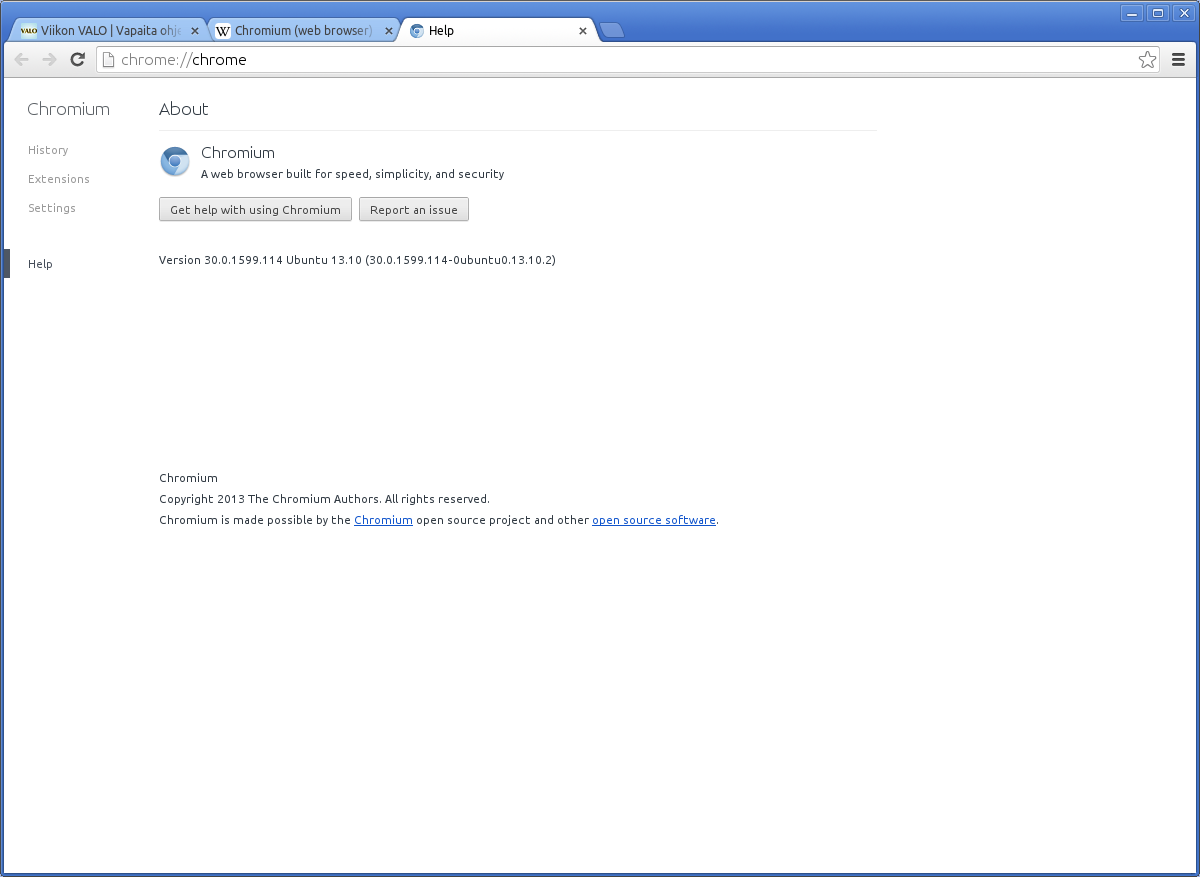 VALO Viikon VALO | Vapaita ohj
W Chromium (web browser)
Help
chrome://chrome
Chromium
About
History
Extensions
Settings
Help
Chromium
A web browser built for speed, simplicity, and security
Get help with using Chromium
Report an issue
Version 30.0.1599.114 Ubuntu 13.10 (30.0.1599.114-0ubuntu0.13.10.2)
Chromium
Copyright 2013 The Chromium Authors. All rights reserved.
Chromium is made possible by the Chromium open source project and other open source software.